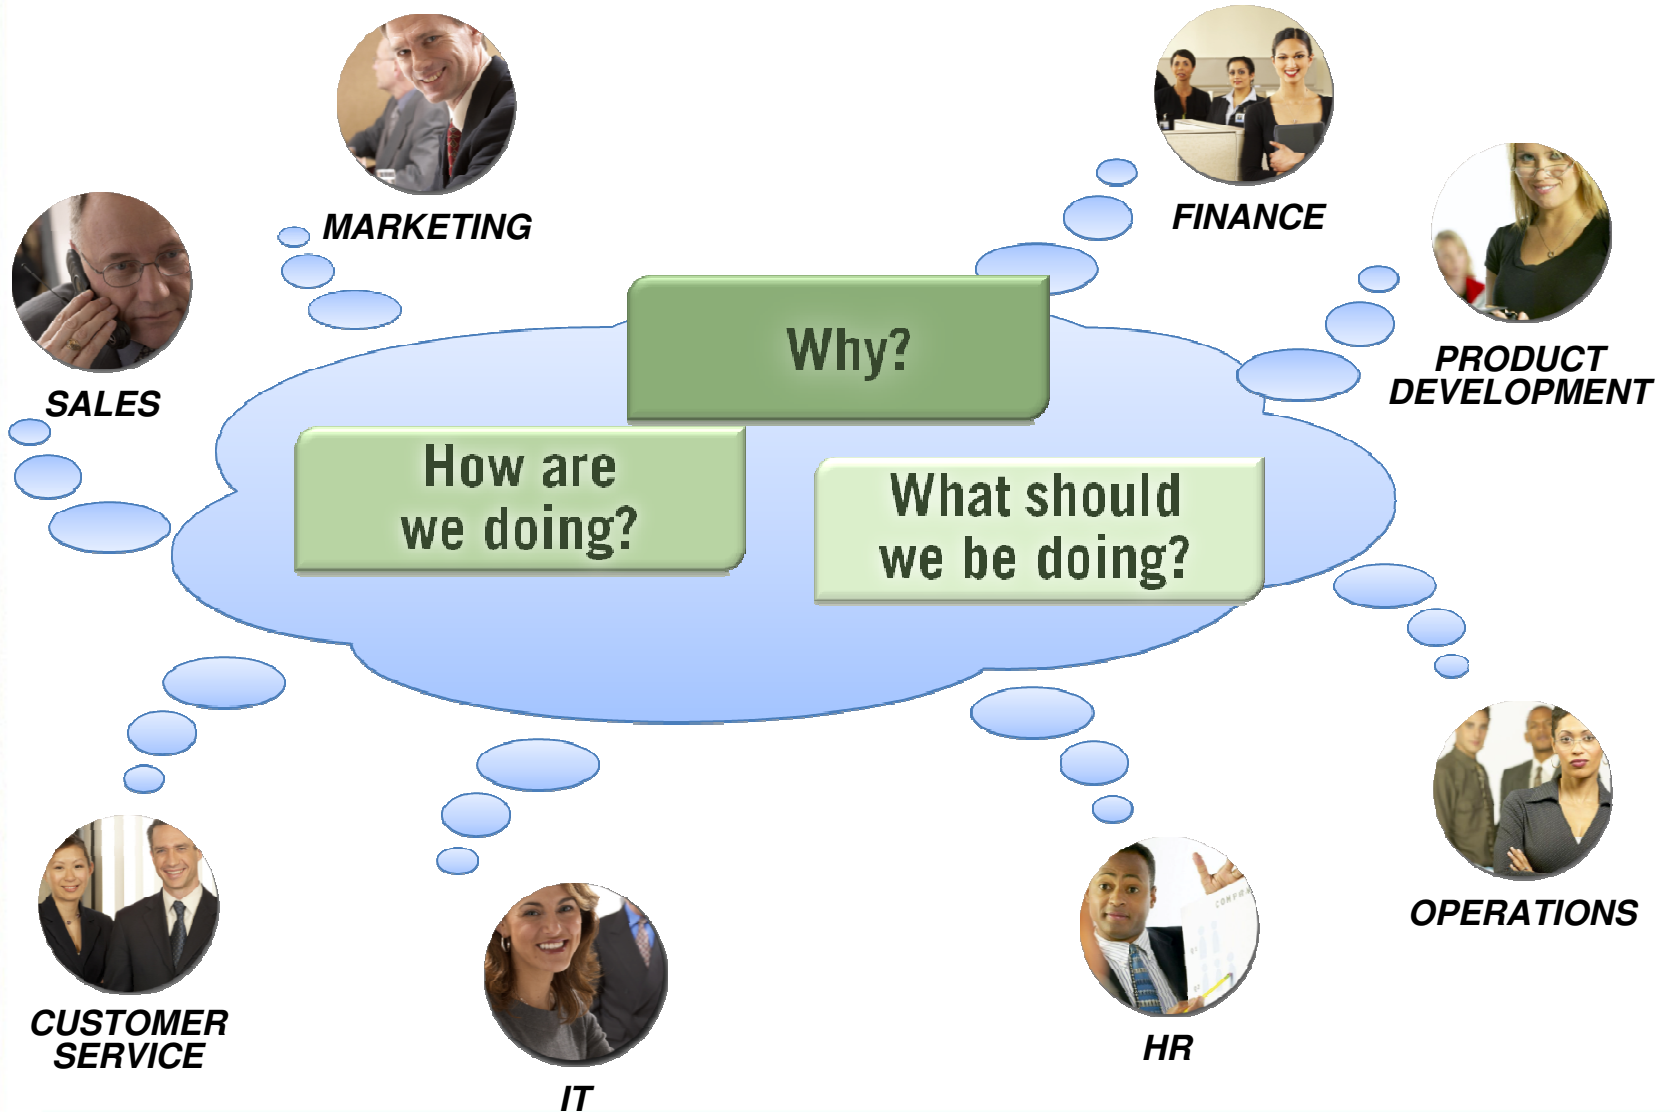 MARKETING
FINANCE
SALES
PRODUCT
DEVELOPMENT
Why?
How are
we doing?
What should
we be doing?
CUSTOMER
SERVICE
IT
HR
OPERATIONS